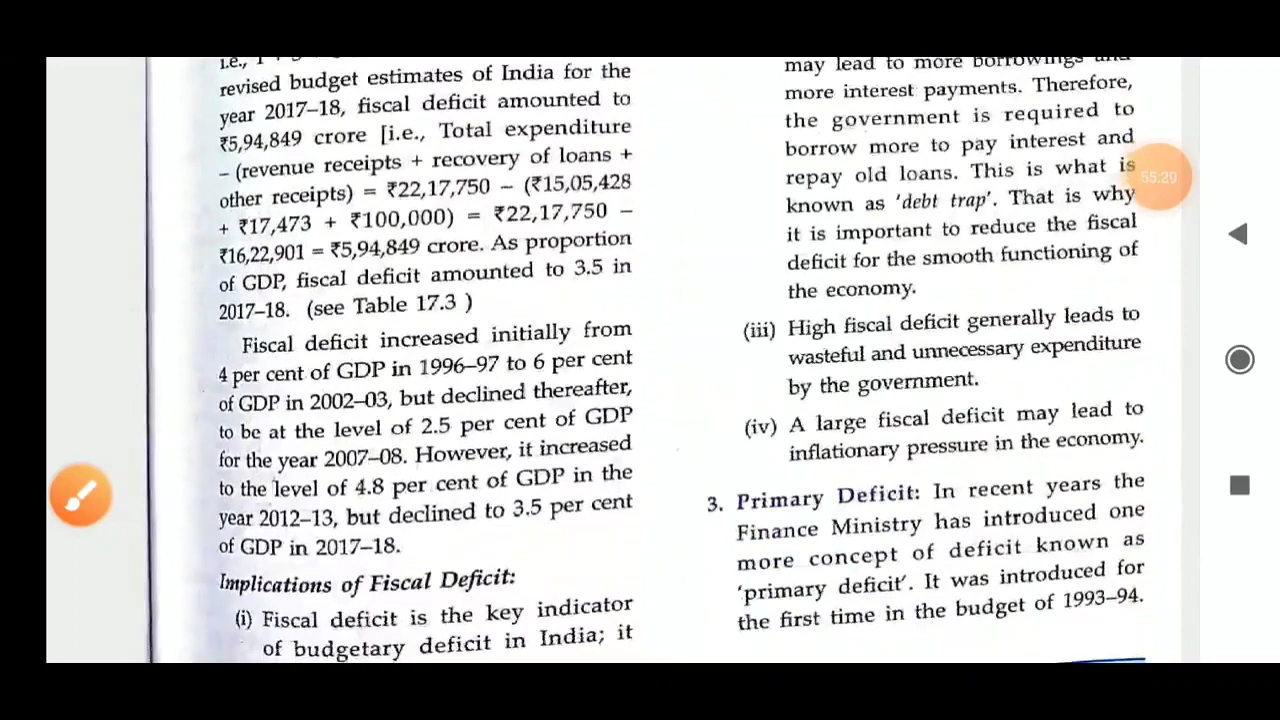 i.e.,
revised budget estimates of India for the
year 2017–18, fiscal deficit amounted to
₹5,94,849 crore [i.e., Total expenditure
– (revenue receipts + recovery of loans +
other receipts) = ₹22,17,750 – (₹15,05,428
+ ₹17,473 + ₹100,000) = ₹22,17,750 –
₹16,22,901 = ₹5,94,849 crore. As proportion
of GDP, fiscal deficit amounted to 3.5 in
2017–18. (see Table 17.3 )
Fiscal deficit increased initially from
4 per cent of GDP in 1996–97 to 6 per cent
of GDP in 2002–03, but declined thereafter,
to be at the level of 2.5 per cent of GDP
for the year 2007–08. However, it increased
to the level of 4.8 per cent of GDP in the
year 2012–13, but declined to 3.5 per cent
of GDP in 2017–18.
Implications of Fiscal Deficit:
(i) Fiscal deficit is the key indicator
of budgetary deficit in India; it
may lead to more borrowings and
more interest payments. Therefore,
the government is required to
borrow more to pay interest and
repay old loans. This is what is
known as 'debt trap'. That is why
it is important to reduce the fiscal
deficit for the smooth functioning of
the economy.
(iii) High fiscal deficit generally leads to
wasteful and unnecessary expenditure
by the government.
(iv) A large fiscal deficit may lead to
inflationary pressure in the economy.
3. Primary Deficit: In recent years the
Finance Ministry has introduced one
more concept of deficit known as
'primary deficit'. It was introduced for
the first time in the budget of 1993–94.
55:29